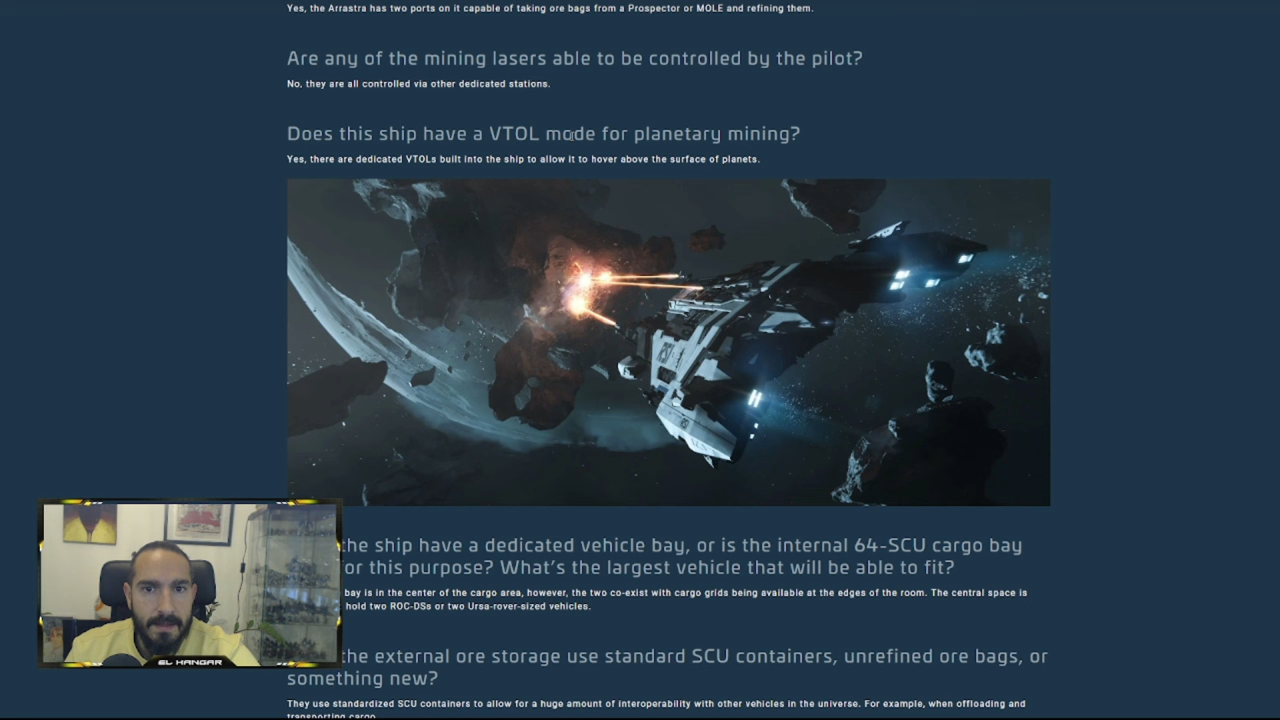 Yes, the Arrastra has two ports on it capable of taking ore bags from a Prospector or MOLE and refining them.
Are any of the mining lasers able to be controlled by the pilot?
No, they are all controlled via other dedicated stations.
Does this ship have a VTOL mode for planetary mining?
Yes, there are dedicated VTOLs built into the ship to allow it to hover above the surface of planets.
the ship have a dedicated vehicle bay, or is the internal 64-SCU cargo bay
for this purpose? What's the largest vehicle that will be able to fit?
bay is in the center of the cargo area, however, the two co-exist with cargo grids being available at the edges of the room. The central space is
hold two ROC-DSs or two Ursa-rover-sized vehicles.
the external ore storage use standard SCU containers, unrefined ore bags, or
something new?
They use standardized SCU containers to allow for a huge amount of interoperability with other vehicles in the universe. For example, when offloading and
transporting cargo
EL HANGAR